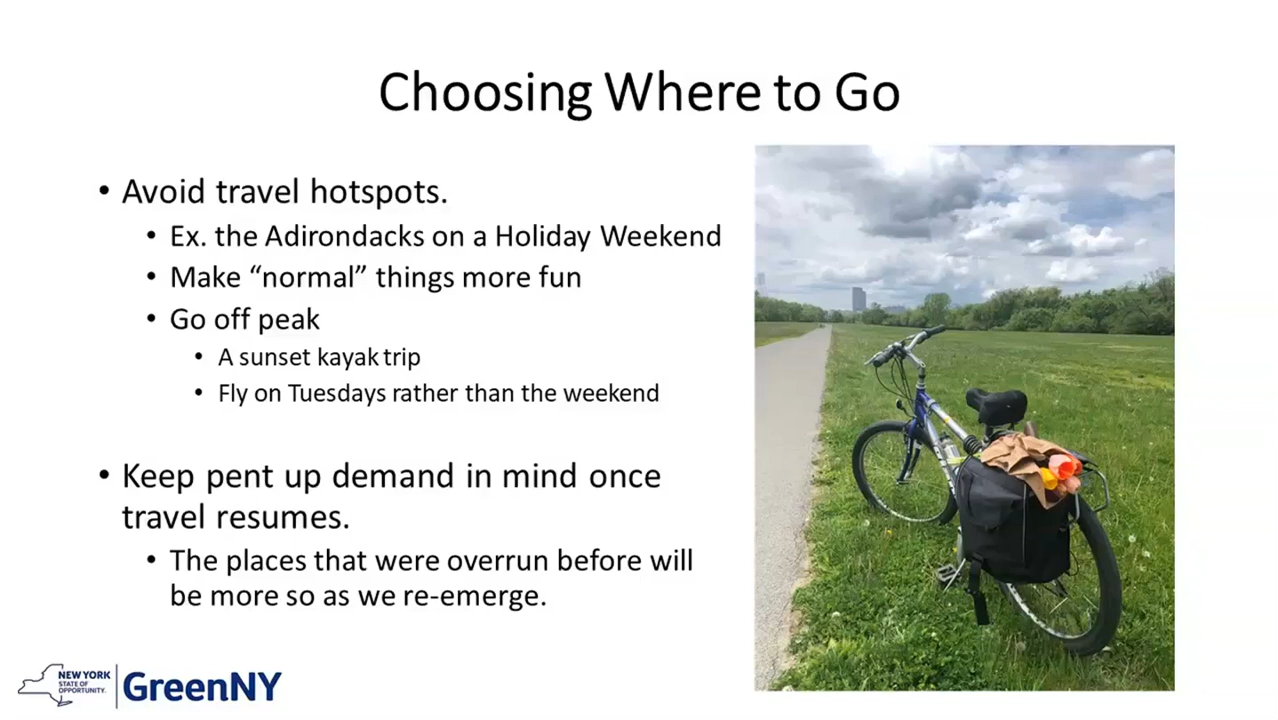 Choosing Where to Go
• Avoid travel hotspots.
• Ex. the Adirondacks on a Holiday Weekend
• Make “normal” things more fun
• Go off peak
• A sunset kayak trip
• Fly on Tuesdays rather than the weekend
• Keep pent up demand in mind once
travel resumes.
• The places that were overrun before will
be more so as we re-emerge.
NEW YORK
STATE OF
OPPORTUNITY.
GreenNY